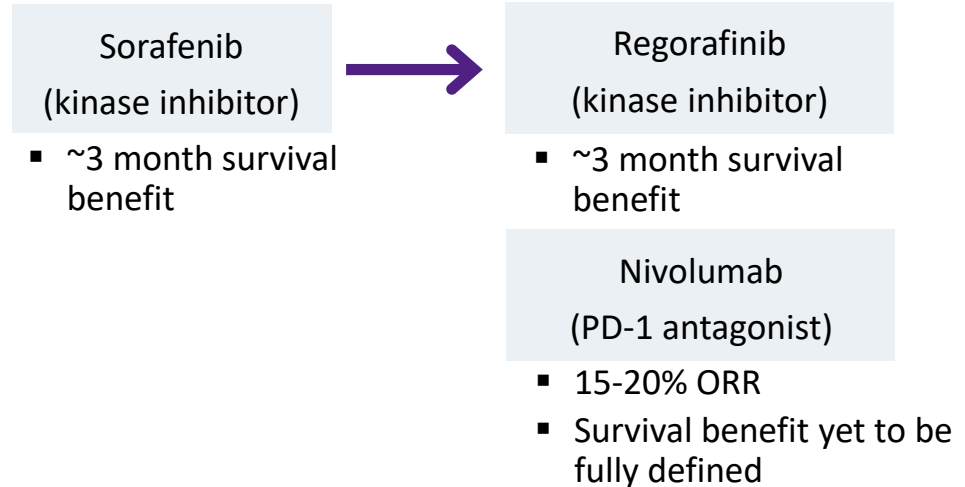 Sorafenib
(kinase inhibitor)
▪ ~3 month survival
benefit
Regorafinib
(kinase inhibitor)
▪ ~3 month survival
benefit
Nivolumab
(PD-1 antagonist)
▪ 15-20% ORR
▪ Survival benefit yet to be
fully defined